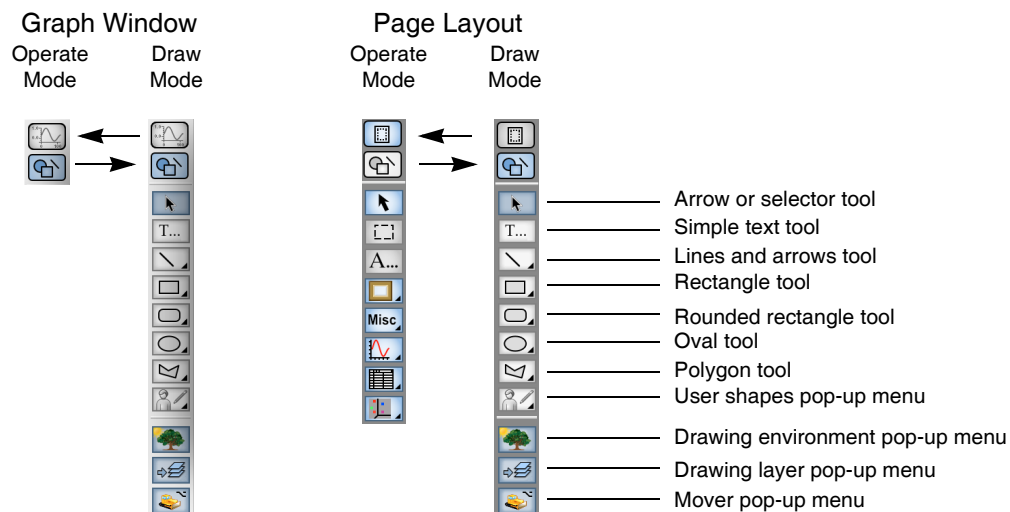 Graph Window
Page Layout
Operate Mode
Draw Mode
Operate Mode
Draw Mode
T...
A...
Misc
T...
Arrow or selector tool
Simple text tool
Lines and arrows tool
Rectangle tool
Rounded rectangle tool
Oval tool
Polygon tool
User shapes pop-up menu
Drawing environment pop-up menu
Drawing layer pop-up menu
Mover pop-up menu